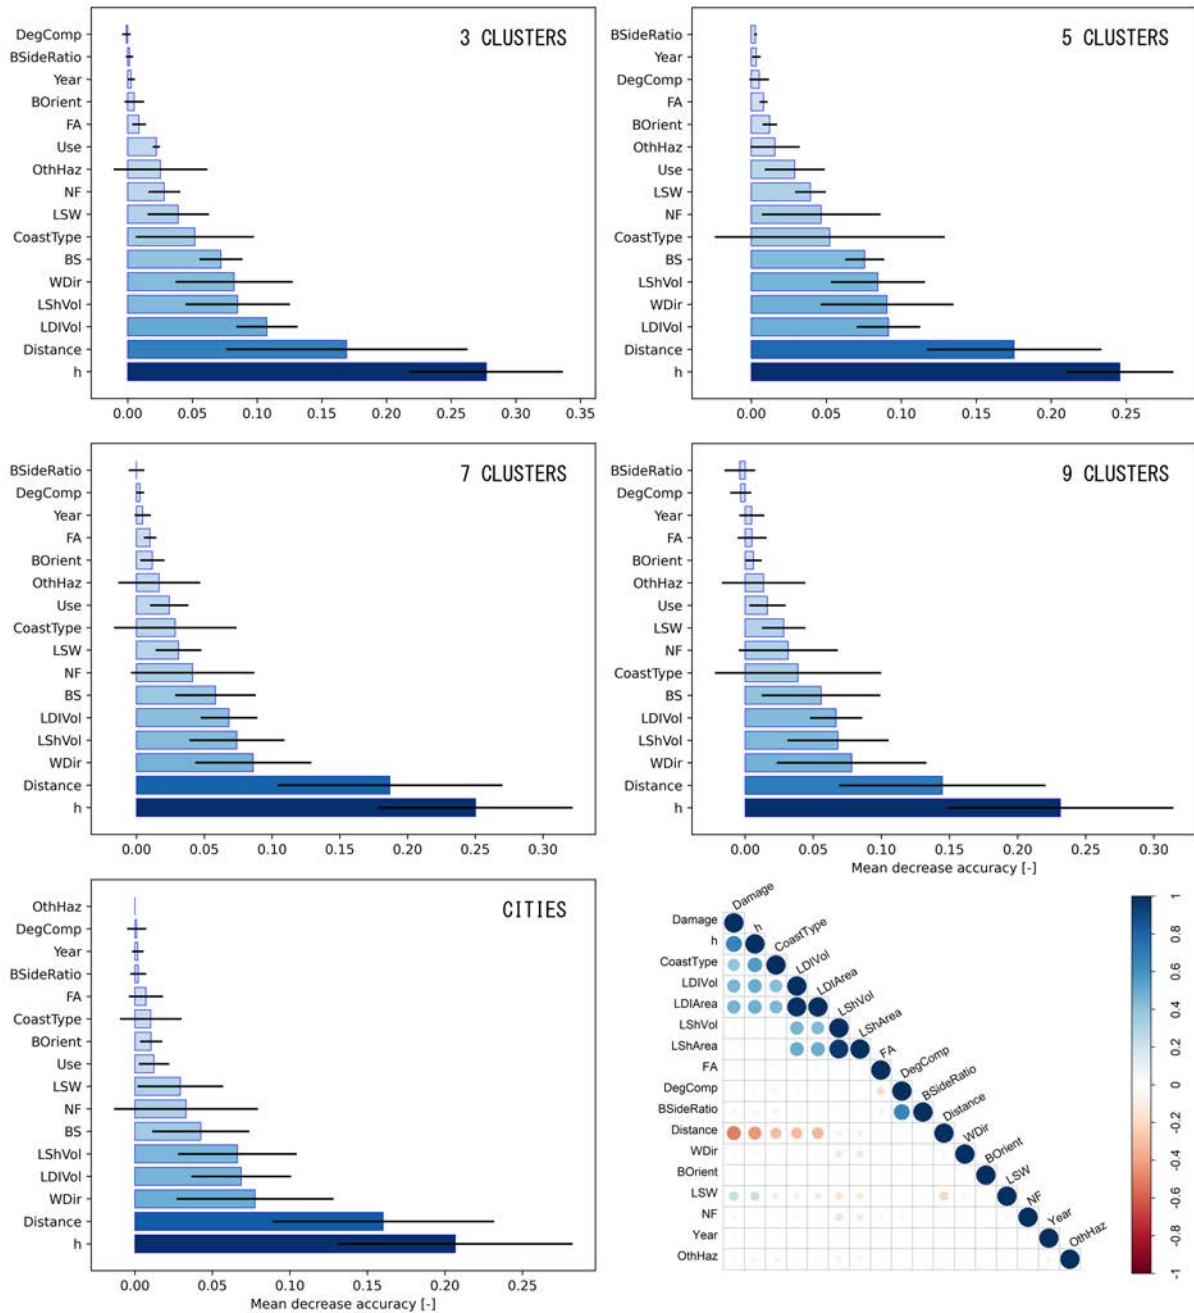 3 CLUSTERS
DegComp
BSideRatio
Year
BOrient
FA
Use
OthHaz
NF
LSW
CoastType
BS
WDir
LShVol
LDIVol
Distance
h
0.00 0.05 0.10 0.15 0.20 0.25 0.30 0.35
5 CLUSTERS
BSideRatio
Year
DegComp
FA
BOrient
OthHaz
Use
LSW
NF
CoastType
BS
LShVol
WDir
LDIVol
Distance
h
0.00 0.05 0.10 0.15 0.20 0.25
7 CLUSTERS
BSideRatio
DegComp
Year
FA
BOrient
OthHaz
Use
CoastType
LSW
NF
BS
LDIVol
LShVol
WDir
Distance
h
0.00 0.05 0.10 0.15 0.20 0.25 0.30
9 CLUSTERS
BSideRatio
DegComp
Year
FA
BOrient
OthHaz
Use
LSW
NF
CoastType
BS
LDIVol
LShVol
WDir
Distance
h
0.00 0.05 0.10 0.15 0.20 0.25 0.30
Mean decrease accuracy [-]
CITIES
OthHaz
DegComp
Year
BSideRatio
FA
CoastType
BOrient
Use
LSW
NF
BS
LShVol
LDIVol
WDir
Distance
h
0.00 0.05 0.10 0.15 0.20 0.25
Mean decrease accuracy [-]
Damage
h
CoastType
LDIVol
LDIArea
LShVol
LShArea
FA
DegComp
BSideRatio
Distance
WDir
BOrient
LSW
NF
Year
OthHaz
Damage
h
CoastType
LDIVol
LDIArea
LShVol
LShArea
FA
DegComp
BSideRatio
Distance
WDir
BOrient
LSW
NF
Year
OthHaz
1
0.8
0.6
0.4
0.2
0
-0.2
-0.4
-0.6
-0.8
-1